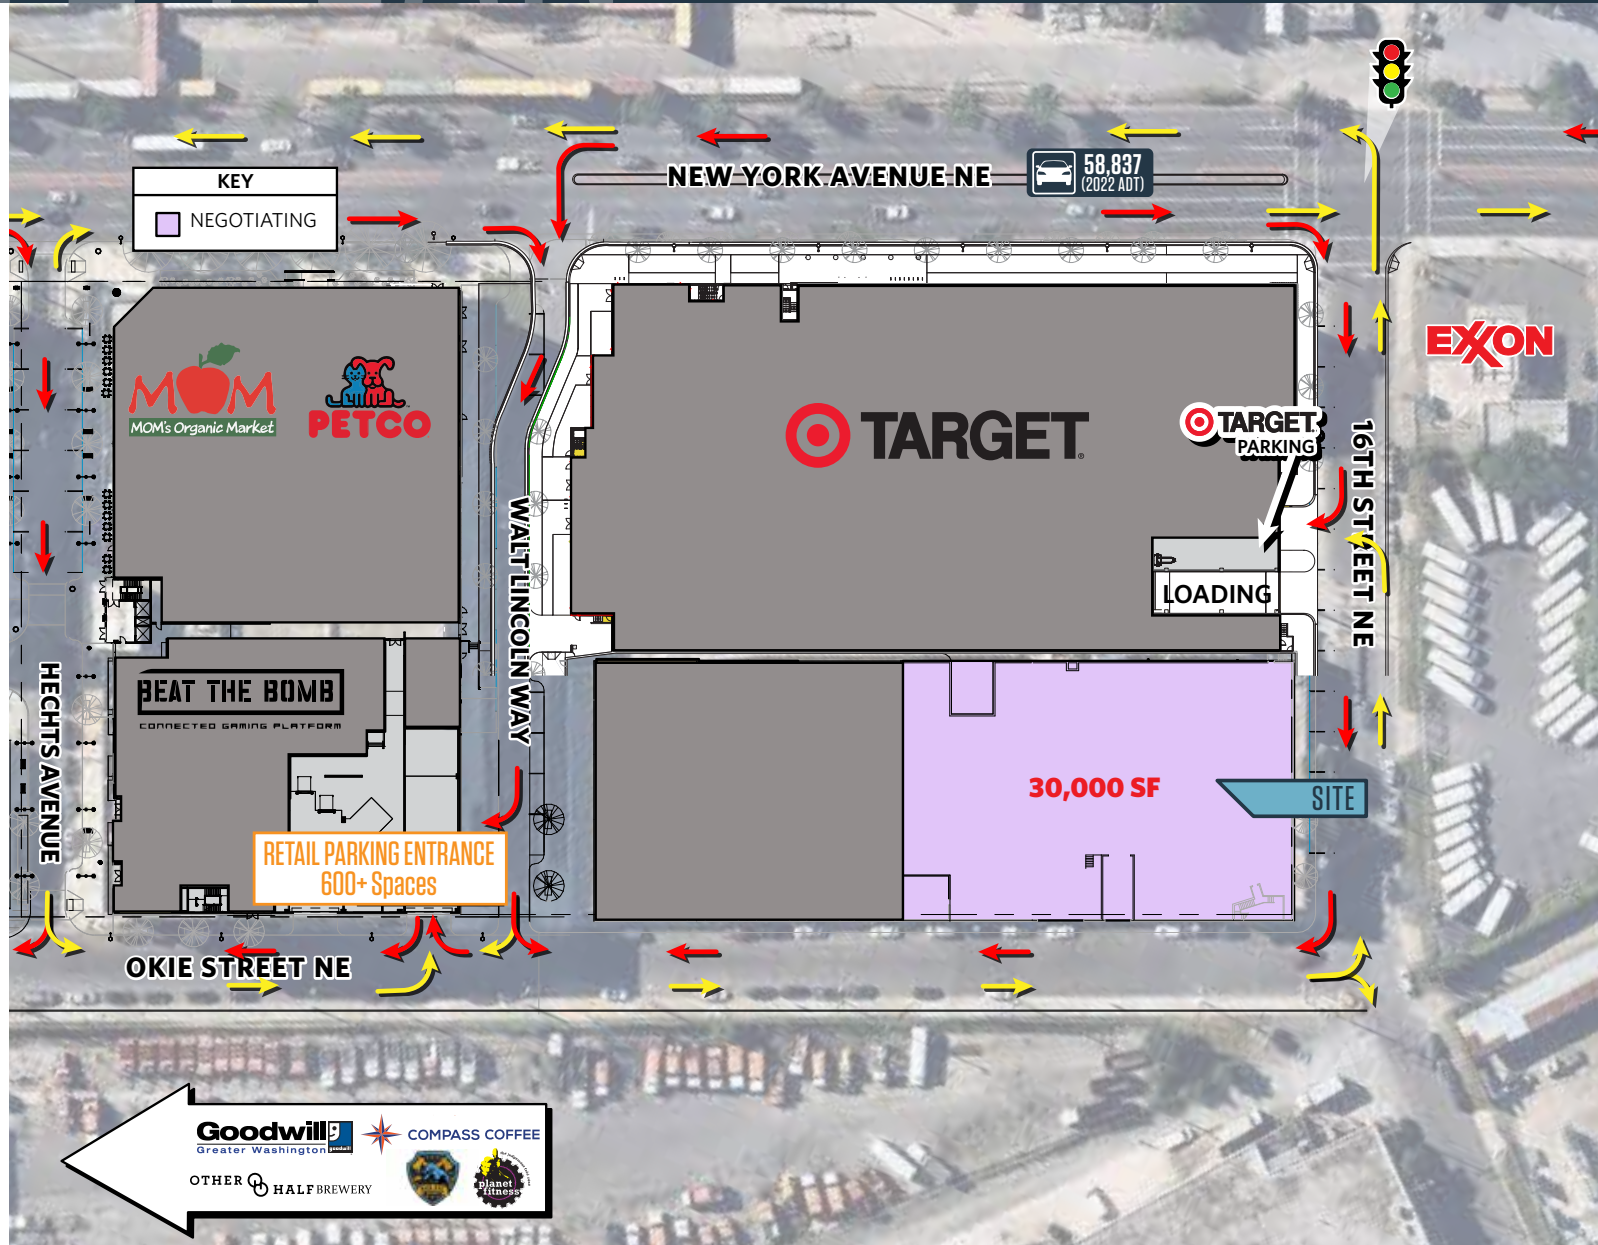 NEW YORK AVENUE NE
58,837
(2022 ADT)
KEY
NEGOTIATING
EXXON
MOM
MOM's Organic Market
PETCO
TARGET
TARGET
PARKING
16TH STREET NE
LOADING
WALT LINCOLN WAY
HECHTS AVENUE
BEAT THE BOMB
CONNECTED GAMING PLATFORM
30,000 SF
SITE
RETAIL PARKING ENTRANCE
600+ Spaces
OKIE STREET NE
Goodwill
Greater Washington
goodwill
COMPASS COFFEE
OTHER HALF BREWERY
planet
fitness